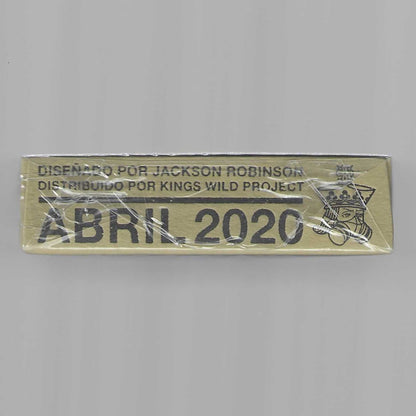 DISEÑADO POR JACKSON ROBINSON
DISTRIBUIDO POR KINGS WILD PROJECT
ABRIL 2020